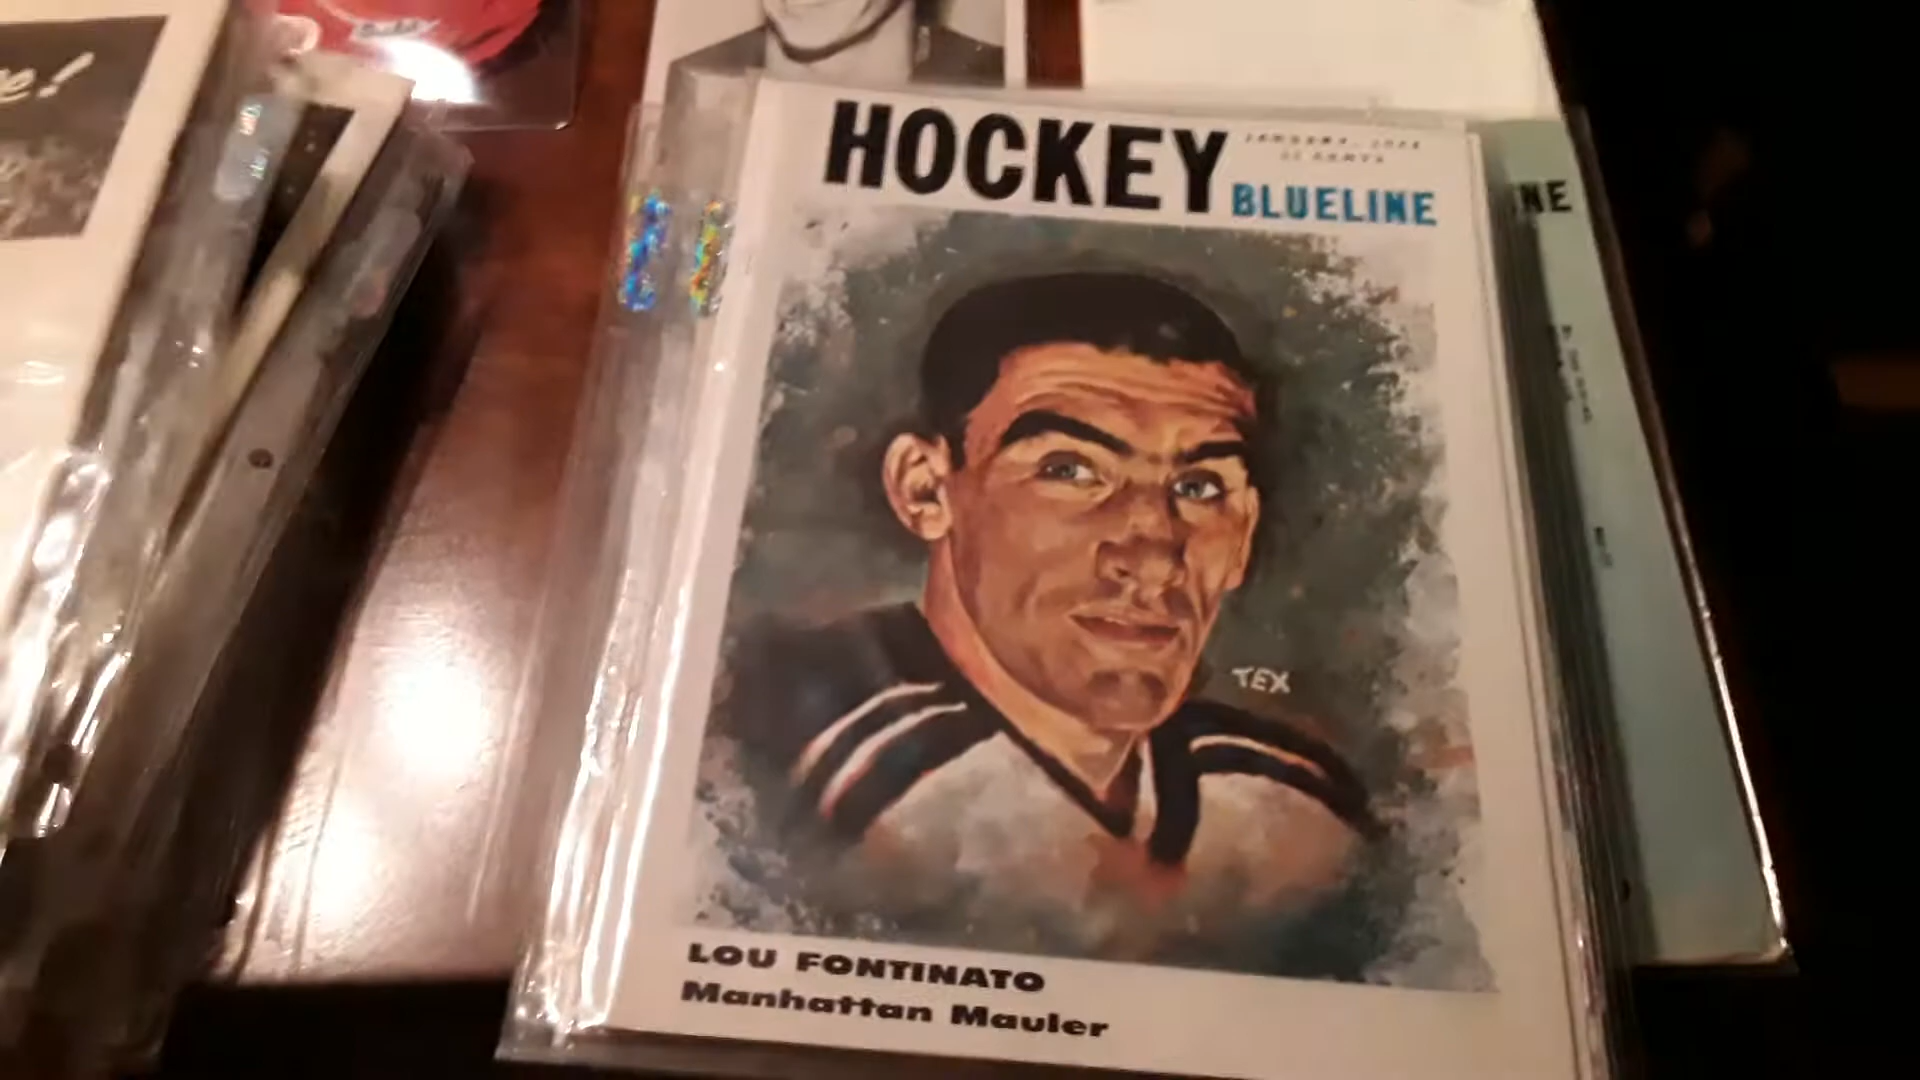 e!
HOCKEY
BLUELINE
NE
TEX
LOU FONTINATO
Manhattan Mauler